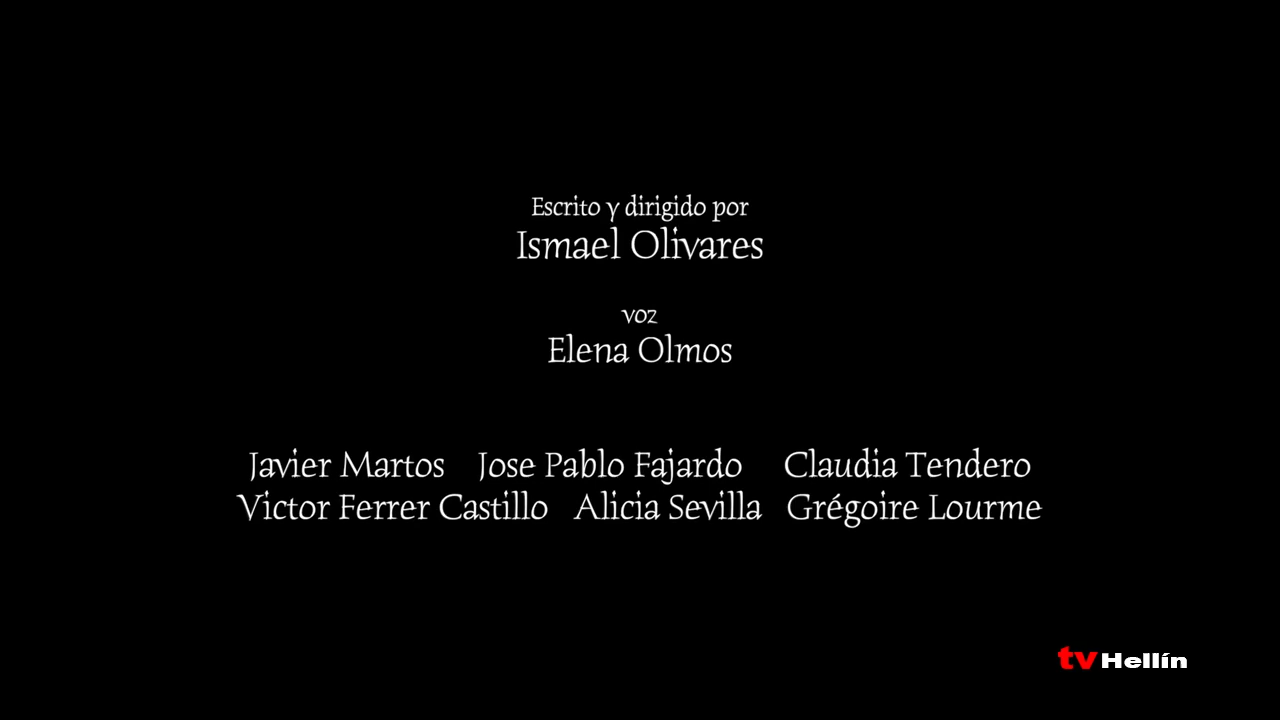 Escrito y dirigido por
Ismael Olivares
voz
Elena Olmos
Javier Martos Jose Pablo Fajardo Claudia Tendero
Victor Ferrer Castillo Alicia Sevilla Grégoire Lourme
tv Hellín